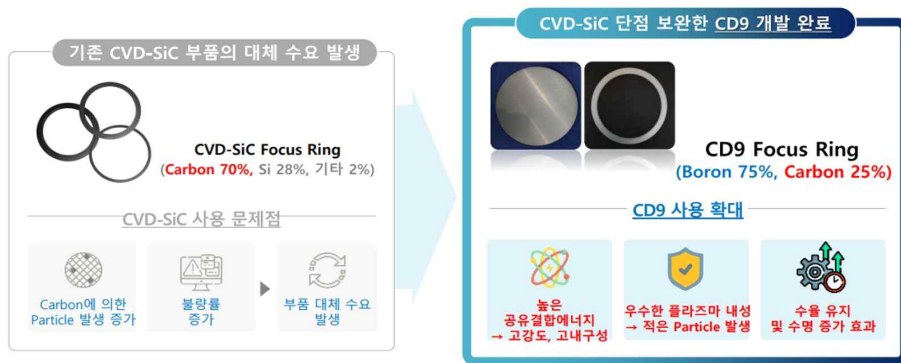 기존 CVD-SiC 부품의 대체 수요 발생
CVD-SiC Focus Ring
(Carbon 70%, Si 28%, 기타 2%)
CVD-SiC 사용 문제점
Carbon에 의한
Particle 발생 증가
불량률
증가
부품 대체 수요
발생
CVD-SiC 단점 보완한 CD9 개발 완료
CD9 Focus Ring
(Boron 75%, Carbon 25%)
CD9 사용 확대
높은
공유결합에너지
→ 고강도, 고내구성
우수한 플라즈마 내성
→ 적은 Particle 발생
수율 유지
및 수명 증가 효과